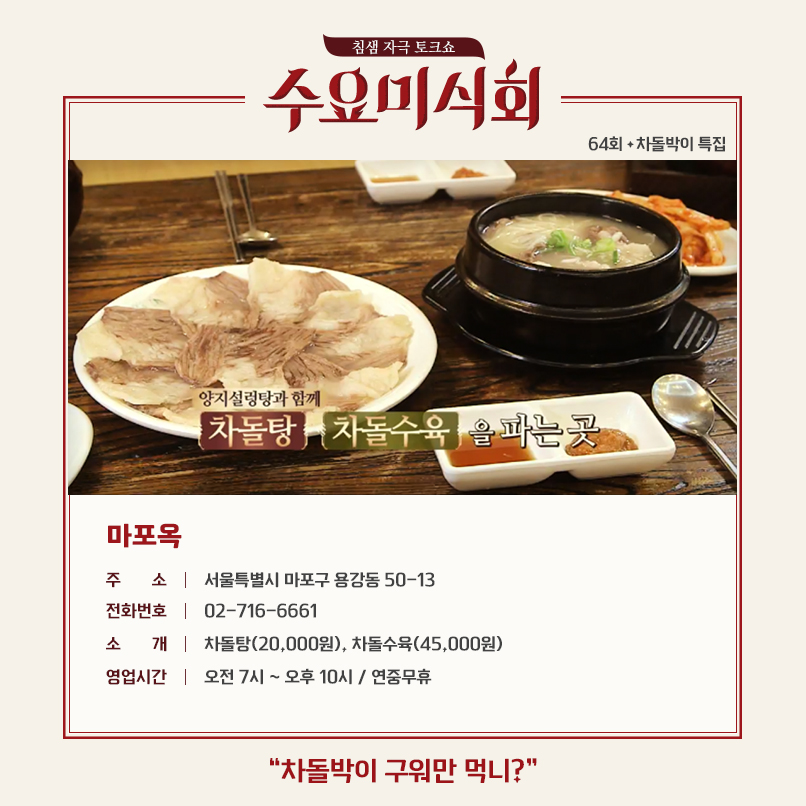 침샘 자극 토크쇼
수요미식회
64회 + 차돌박이 특집
양지설렁탕과 함께
차돌탕 차돌수육 을 파는 곳
마포옥
주 소 | 서울특별시 마포구 용강동 50-13
전화번호 | 02-716-6661
소 개 | 차돌탕(20,000원), 차돌수육(45,000원)
영업시간 | 오전 7시 ~ 오후 10시 / 연중무휴
“차돌박이 구워만 먹니?”